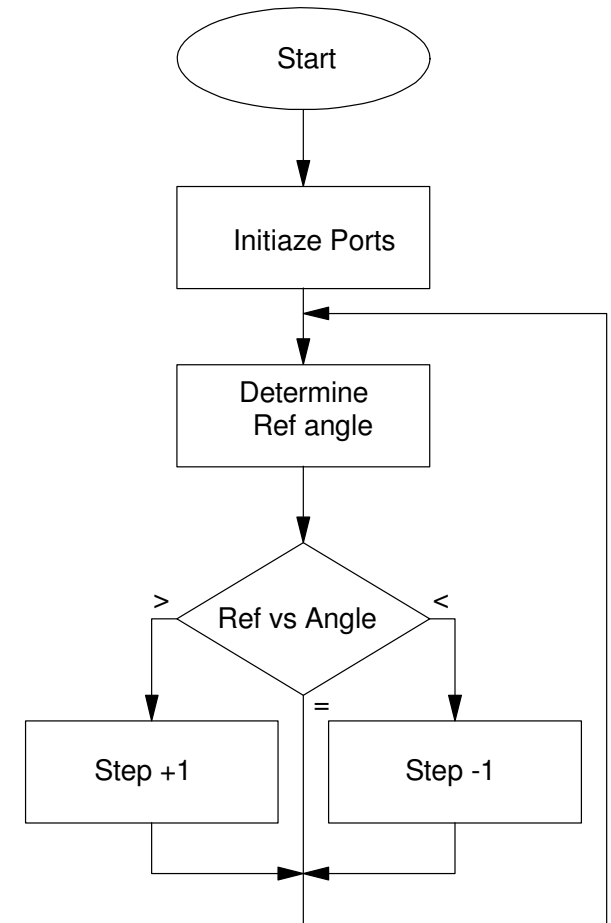 Start
Initiaze Ports
Determine
Ref angle
>
Ref vs Angle
<
=
Step +1
Step -1